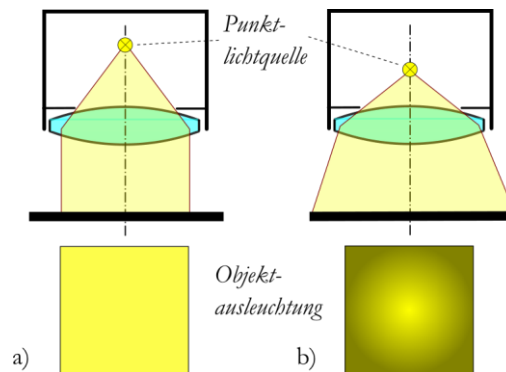 Punkt-
lichtquelle
Objekt-
ausleuchtung
a)
b)